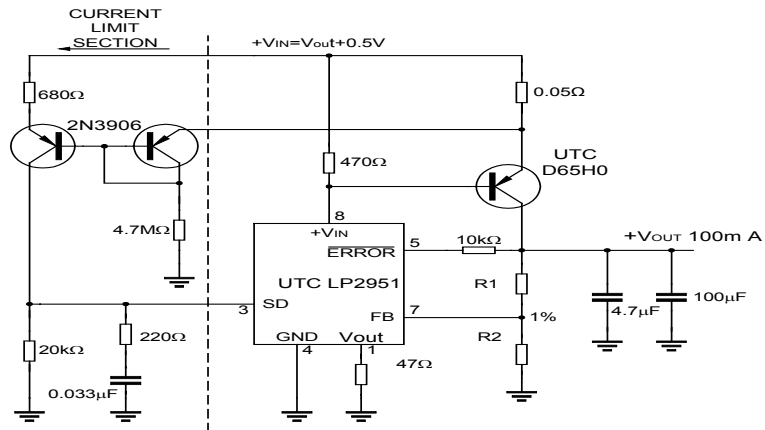 CURRENT
LIMIT
SECTION
+VIN=Vout+0.5V
680Ω
0.05Ω
2N3906
UTC
D65H0
470Ω
4.7MΩ
8
+VIN
5
10kΩ
+VOUT 100m A
ERROR
UTC LP2951
R1
3
SD
4.7μF
100μF
FB
7
1%
20kΩ
220Ω
GND
Vout
R2
4
1
47Ω
0.033μF